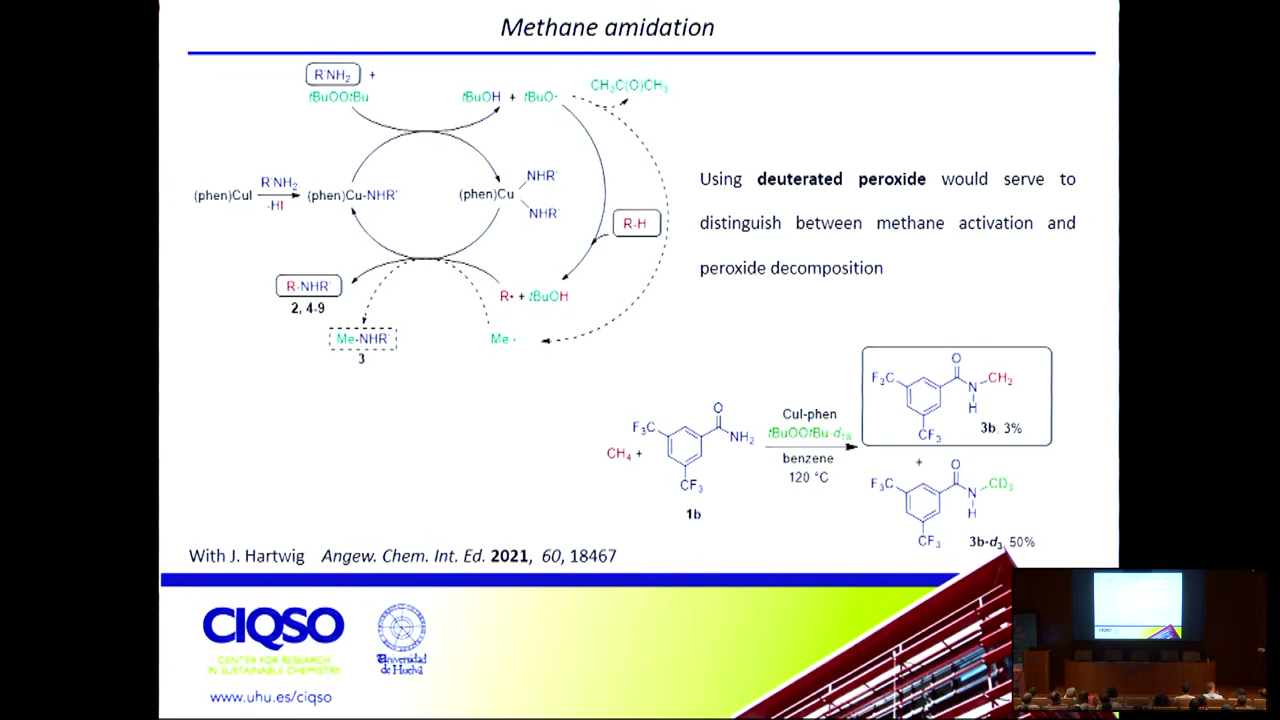 Methane amidation
R'NH2 +
tBuOOtBu
tBuOH + tBuO·
CH3C(O)CH3
(phen)CuI
R'NH2
-HI
(phen)Cu-NHR'
(phen)Cu
NHR'
NHR'
R-H
R-NHR'
2, 4-9
R• + tBuOH
Me-NHR'
3
Me ·
Using deuterated peroxide would serve to
distinguish between methane activation and
peroxide decomposition
CH4 +
F3C
O
NH2
CF3
1b
CuI-phen
tBuOOtBu-d18
benzene
120 °C
F3C
O
N
H
CH3
CF3
3b, 3%
+
F3C
O
N
H
CD3
CF3
3b-d3, 50%
With J. Hartwig Angew. Chem. Int. Ed. 2021, 60, 18467
CIQSO
CENTER FOR RESEARCH
IN SUSTAINABLE CHEMISTRY
www.uhu.es/ciqso
Universidad
de Huelva
CIQSO